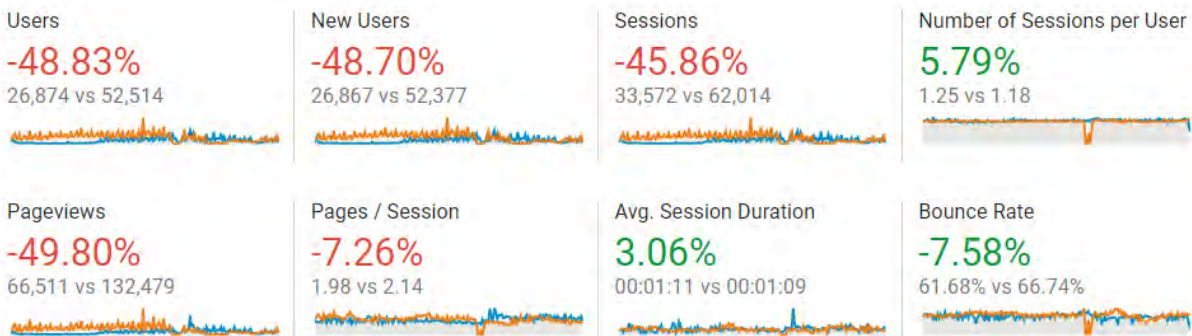 Users
-48.83%
26,874 vs 52,514
New Users
-48.70%
26,867 vs 52,377
Sessions
-45.86%
33,572 vs 62,014
Number of Sessions per User
5.79%
1.25 vs 1.18
Pageviews
-49.80%
66,511 vs 132,479
Pages / Session
-7.26%
1.98 vs 2.14
Avg. Session Duration
3.06%
00:01:11 vs 00:01:09
Bounce Rate
-7.58%
61.68% vs 66.74%